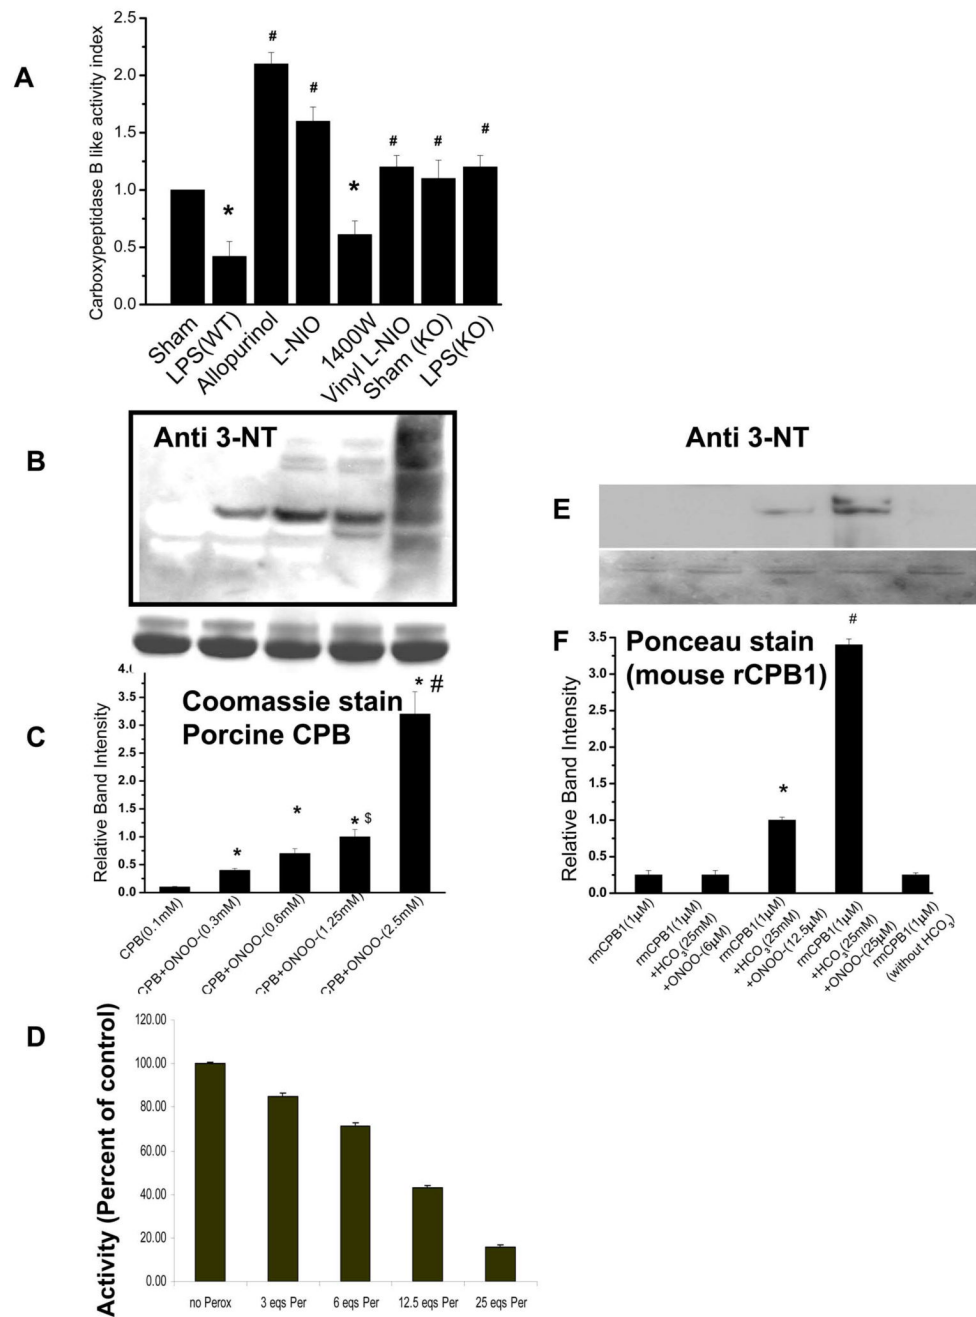 A
Carboxypeptidase B like activity index
2.5
2.0
1.5
1.0
0.5
0.0
*
#
#
*
#
#
#
Sham
LPS(WT)
Allopurinol
L-NIO
1400W
Vinyl L-NIO
Sham (KO)
LPS(KO)
B
Anti 3-NT
C
Coomassie stain
Porcine CPB
Relative Band Intensity
4.0
3.5
3.0
2.5
2.0
1.5
1.0
0.5
0.0
*
*
* $
* #
CPB(0.1mM)
CPB+ONOO-(0.3mM)
CPB+ONOO-(0.6mM)
CPB+ONOO-(1.25mM)
CPB+ONOO-(2.5mM)
D
Activity (Percent of control)
120.00
100.00
80.00
60.00
40.00
20.00
0.00
no Perox
3 eqs Per
6 eqs Per
12.5 eqs Per
25 eqs Per
Anti 3-NT
E
F
Ponceau stain
(mouse rCPB1)
Relative Band Intensity
3.5
3.0
2.5
2.0
1.5
1.0
0.5
0.0
*
#
rmCPB1(1µM)
rmCPB1(1µM)
+HCO3(25mM)
+ONOO-(6µM)
rmCPB1(1µM)
+HCO3(25mM)
+ONOO-(12.5µM)
rmCPB1(1µM)
+HCO3(25mM)
+ONOO-(25µM)
rmCPB1(1µM)
(without HCO3)